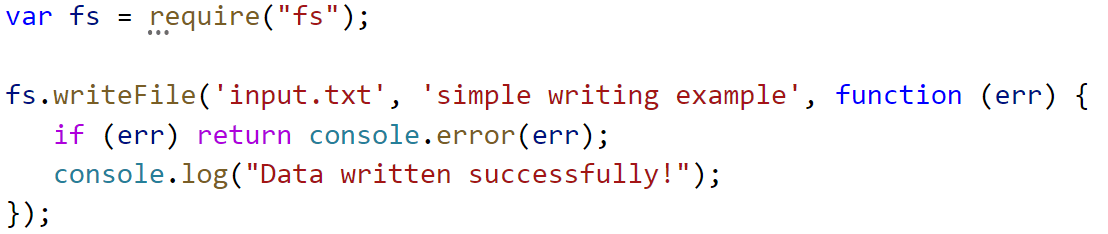 var fs = require("fs");

fs.writeFile('input.txt', 'simple writing example', function (err) {
   if (err) return console.error(err);
   console.log("Data written successfully!");
});